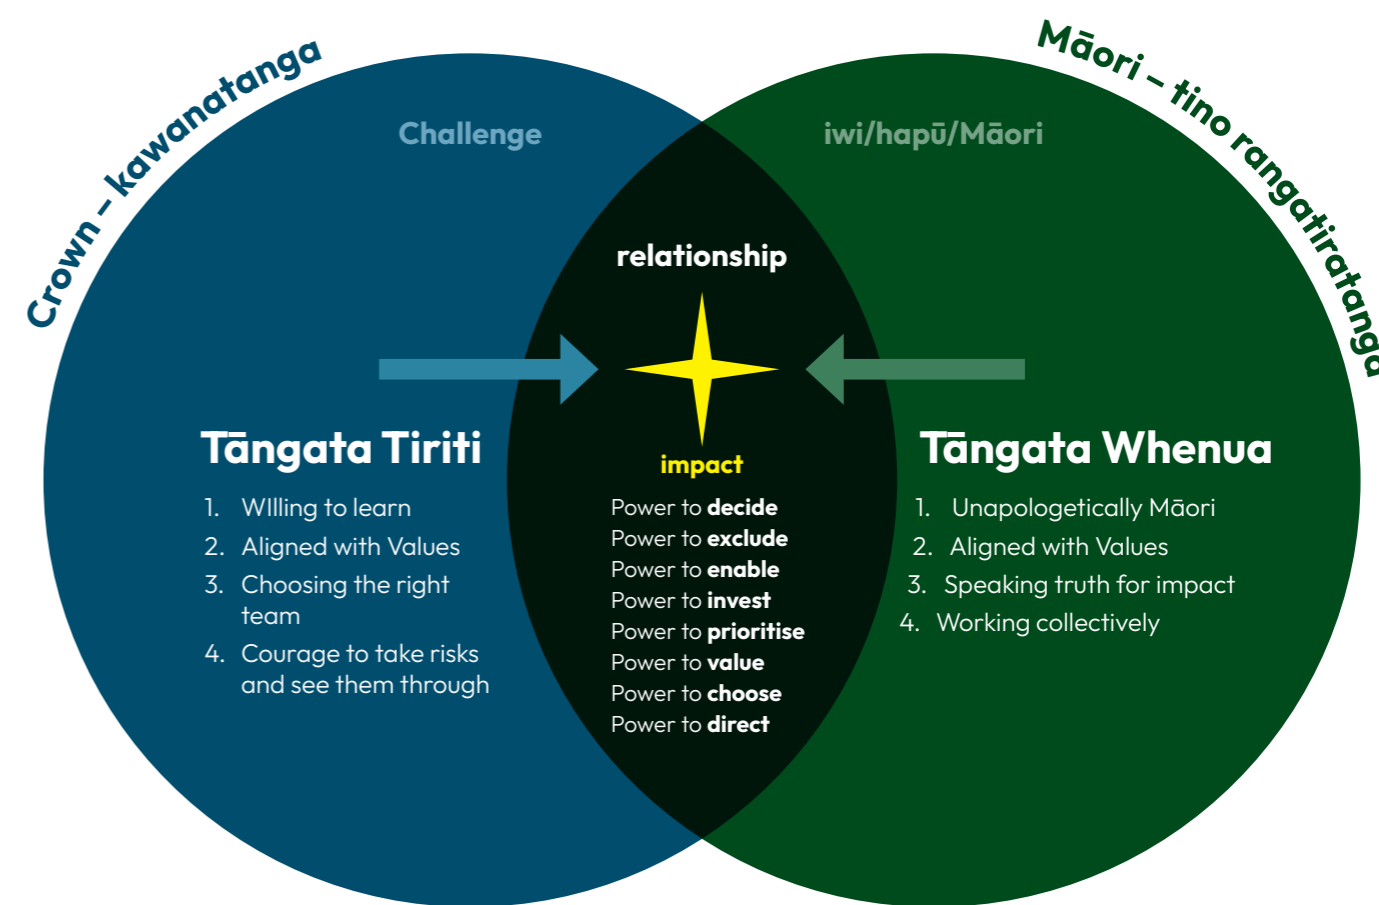 Crown – kawanatanga
Māori – tino rangatiratanga
Challenge
iwi/hapū/Māori
relationship
impact
Power to decide
Power to exclude
Power to enable
Power to invest
Power to prioritise
Power to value
Power to choose
Power to direct
Tāngata Tiriti
1. WIlling to learn
2. Aligned with Values
3. Choosing the right
team
4. Courage to take risks
and see them through
Tāngata Whenua
1. Unapologetically Māori
2. Aligned with Values
3. Speaking truth for impact
4. Working collectively